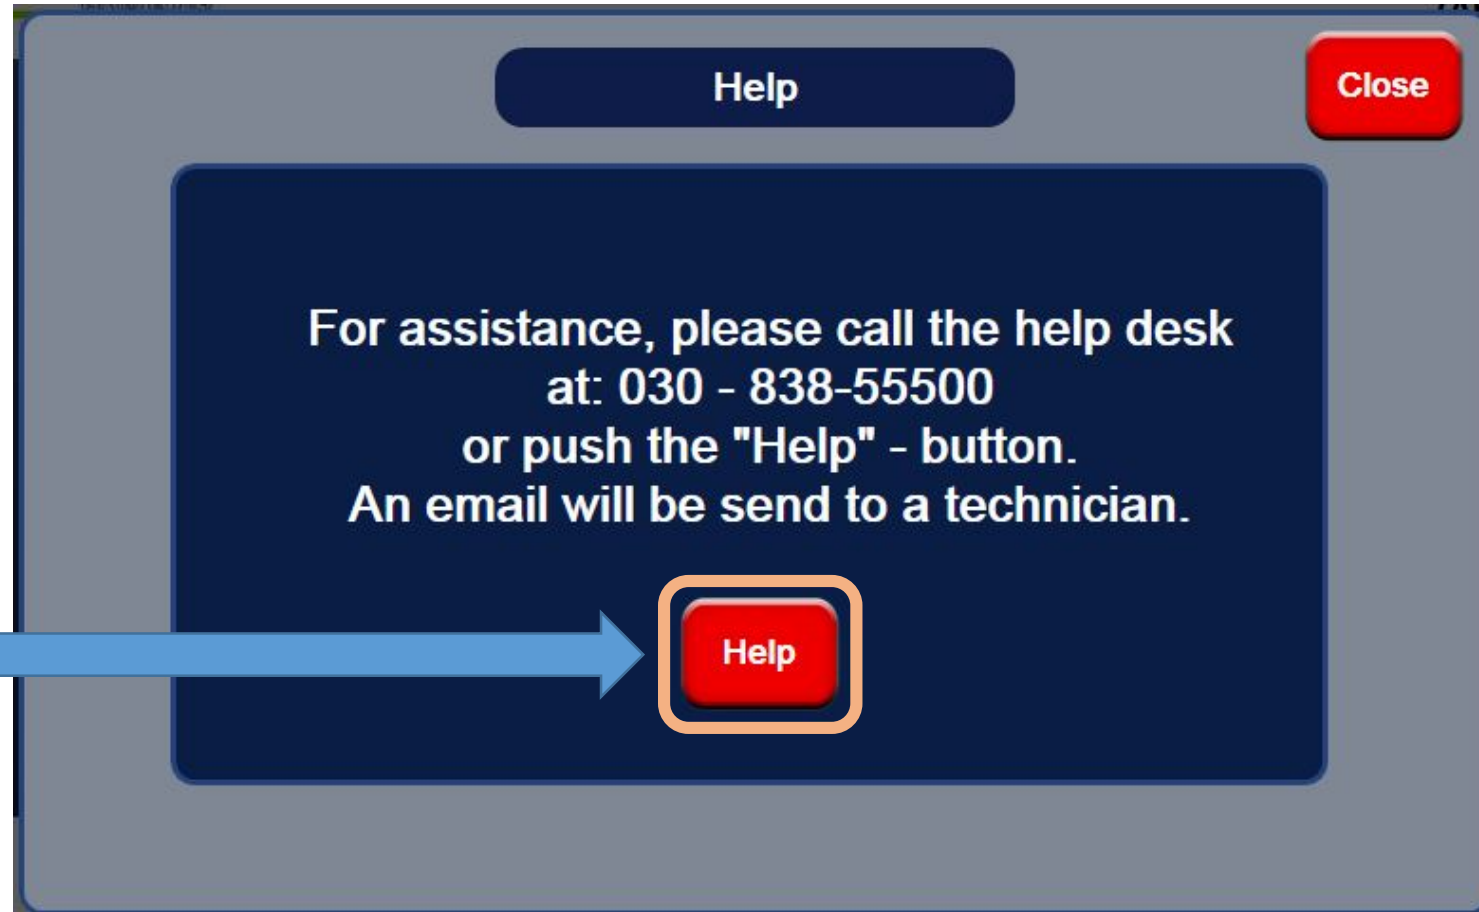 Help
Close
For assistance, please call the help desk
at: 030 - 838-55500
or push the "Help" - button.
An email will be send to a technician.
Help